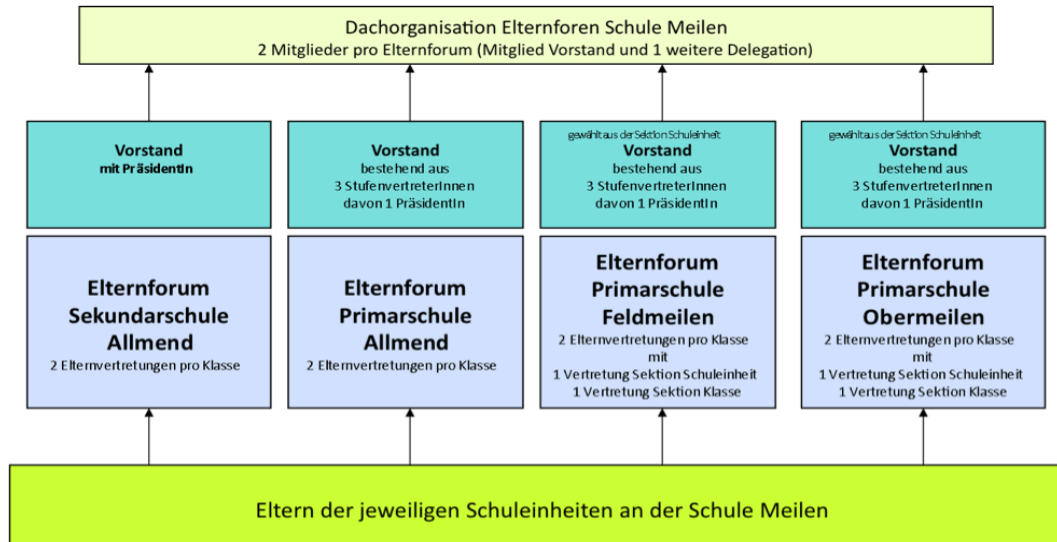 Dachorganisation Elternforen Schule Meilen
2 Mitglieder pro Elternforum (Mitglied Vorstand und 1 weitere Delegation)
Vorstand
mit PräsidentIn
Vorstand
bestehend aus
3 StufenvertreterInnen
davon 1 PräsidentIn
gewählt aus der Sektion Schuleinheit
Vorstand
bestehend aus
3 StufenvertreterInnen
davon 1 PräsidentIn
gewählt aus der Sektion Schuleinheit
Vorstand
bestehend aus
3 StufenvertreterInnen
davon 1 PräsidentIn
Elternforum
Sekundarschule
Allmend
2 Elternvertretungen pro Klasse
Elternforum
Primarschule
Allmend
2 Elternvertretungen pro Klasse
Elternforum
Primarschule
Feldmeilen
2 Elternvertretungen pro Klasse
mit
1 Vertretung Sektion Schuleinheit
1 Vertretung Sektion Klasse
Elternforum
Primarschule
Obermeilen
2 Elternvertretungen pro Klasse
mit
1 Vertretung Sektion Schuleinheit
1 Vertretung Sektion Klasse
Eltern der jeweiligen Schuleinheiten an der Schule Meilen